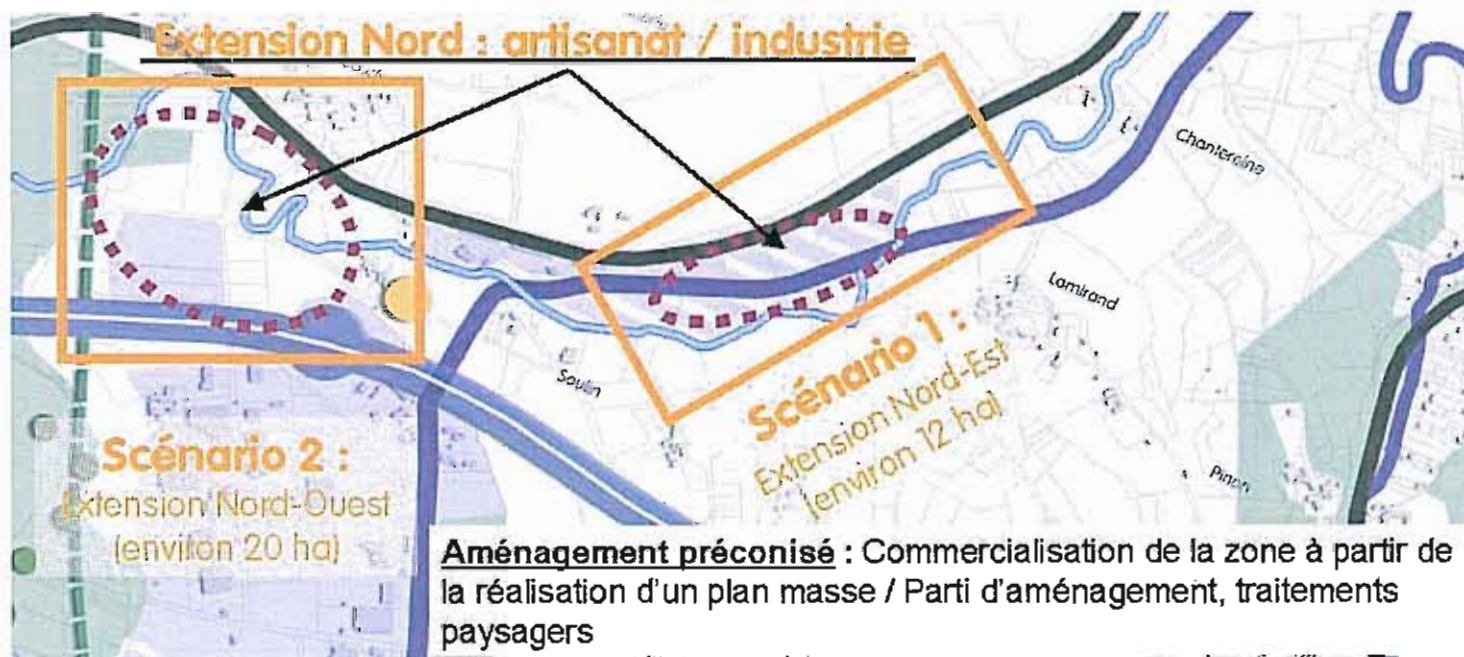 Extension Nord : artisanat / industrie
Chantereine
Lamirand
Soulin
Pinon
Scénario 1 :
Extension Nord-Est
(environ 12 ha)
Scénario 2 :
Extension Nord-Ouest
(environ 20 ha)
Aménagement préconisé : Commercialisation de la zone à partir de
la réalisation d'un plan masse / Parti d'aménagement, traitements
paysagers